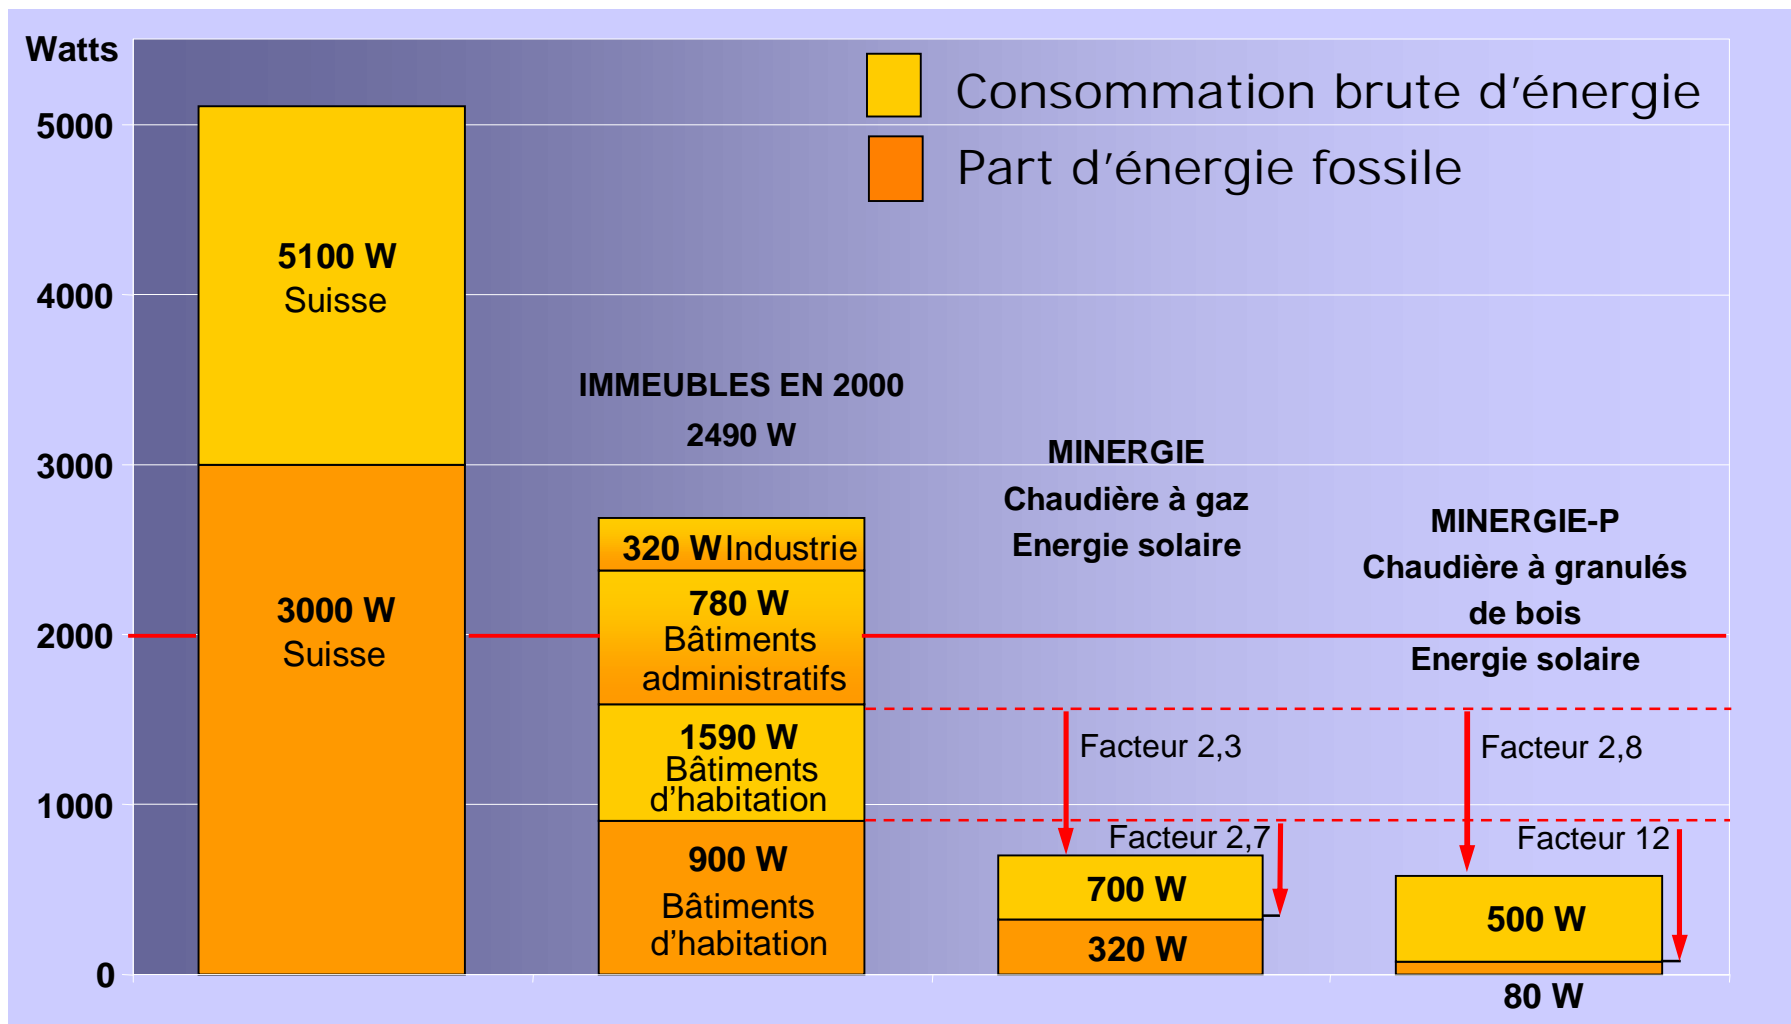 Watts
5000
4000
3000
2000
1000
0
Consommation brute d'énergie
Part d'énergie fossile
5100 W
Suisse
3000 W
Suisse
IMMEUBLES EN 2000
2490 W
320 W Industrie
780 W
Bâtiments
administratifs
1590 W
Bâtiments
d'habitation
900 W
Bâtiments
d'habitation
MINERGIE
Chaudière à gaz
Energie solaire
Facteur 2,3
Facteur 2,7
700 W
320 W
MINERGIE-P
Chaudière à granulés
de bois
Energie solaire
Facteur 2,8
Facteur 12
500 W
80 W